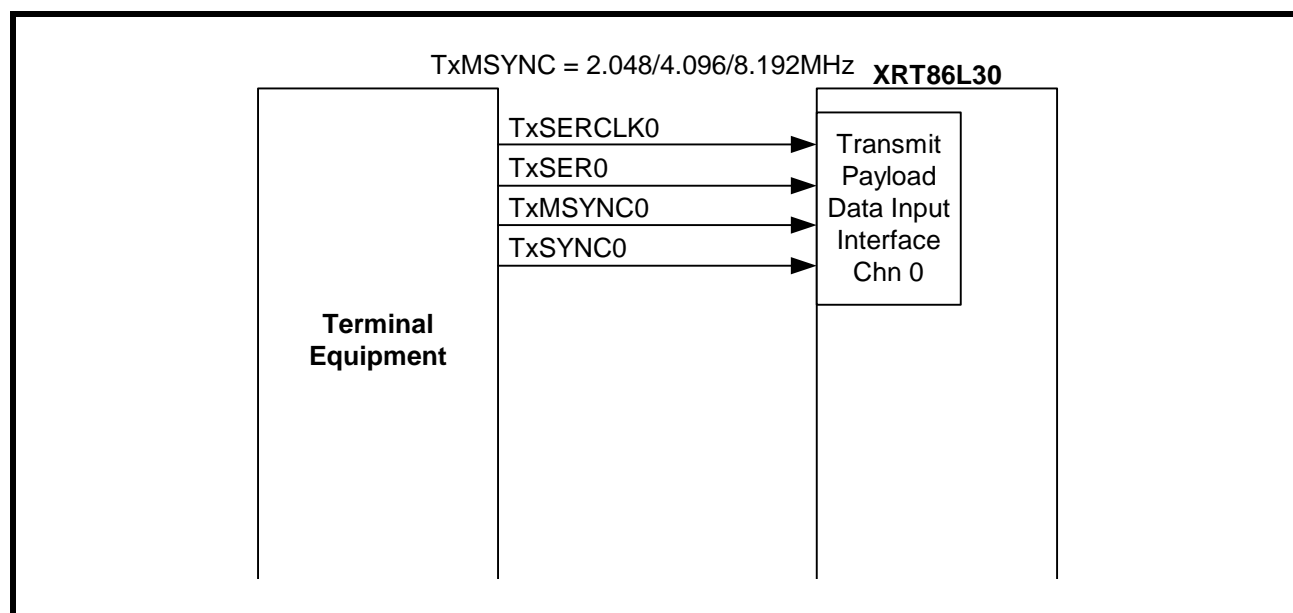 TxMSYNC = 2.048/4.096/8.192MHz
XRT86L30
TxSERCLK0
TxSER0
TxMSYNC0
TxSYNC0
Transmit
Payload
Data Input
Interface
Chn 0
Terminal
Equipment